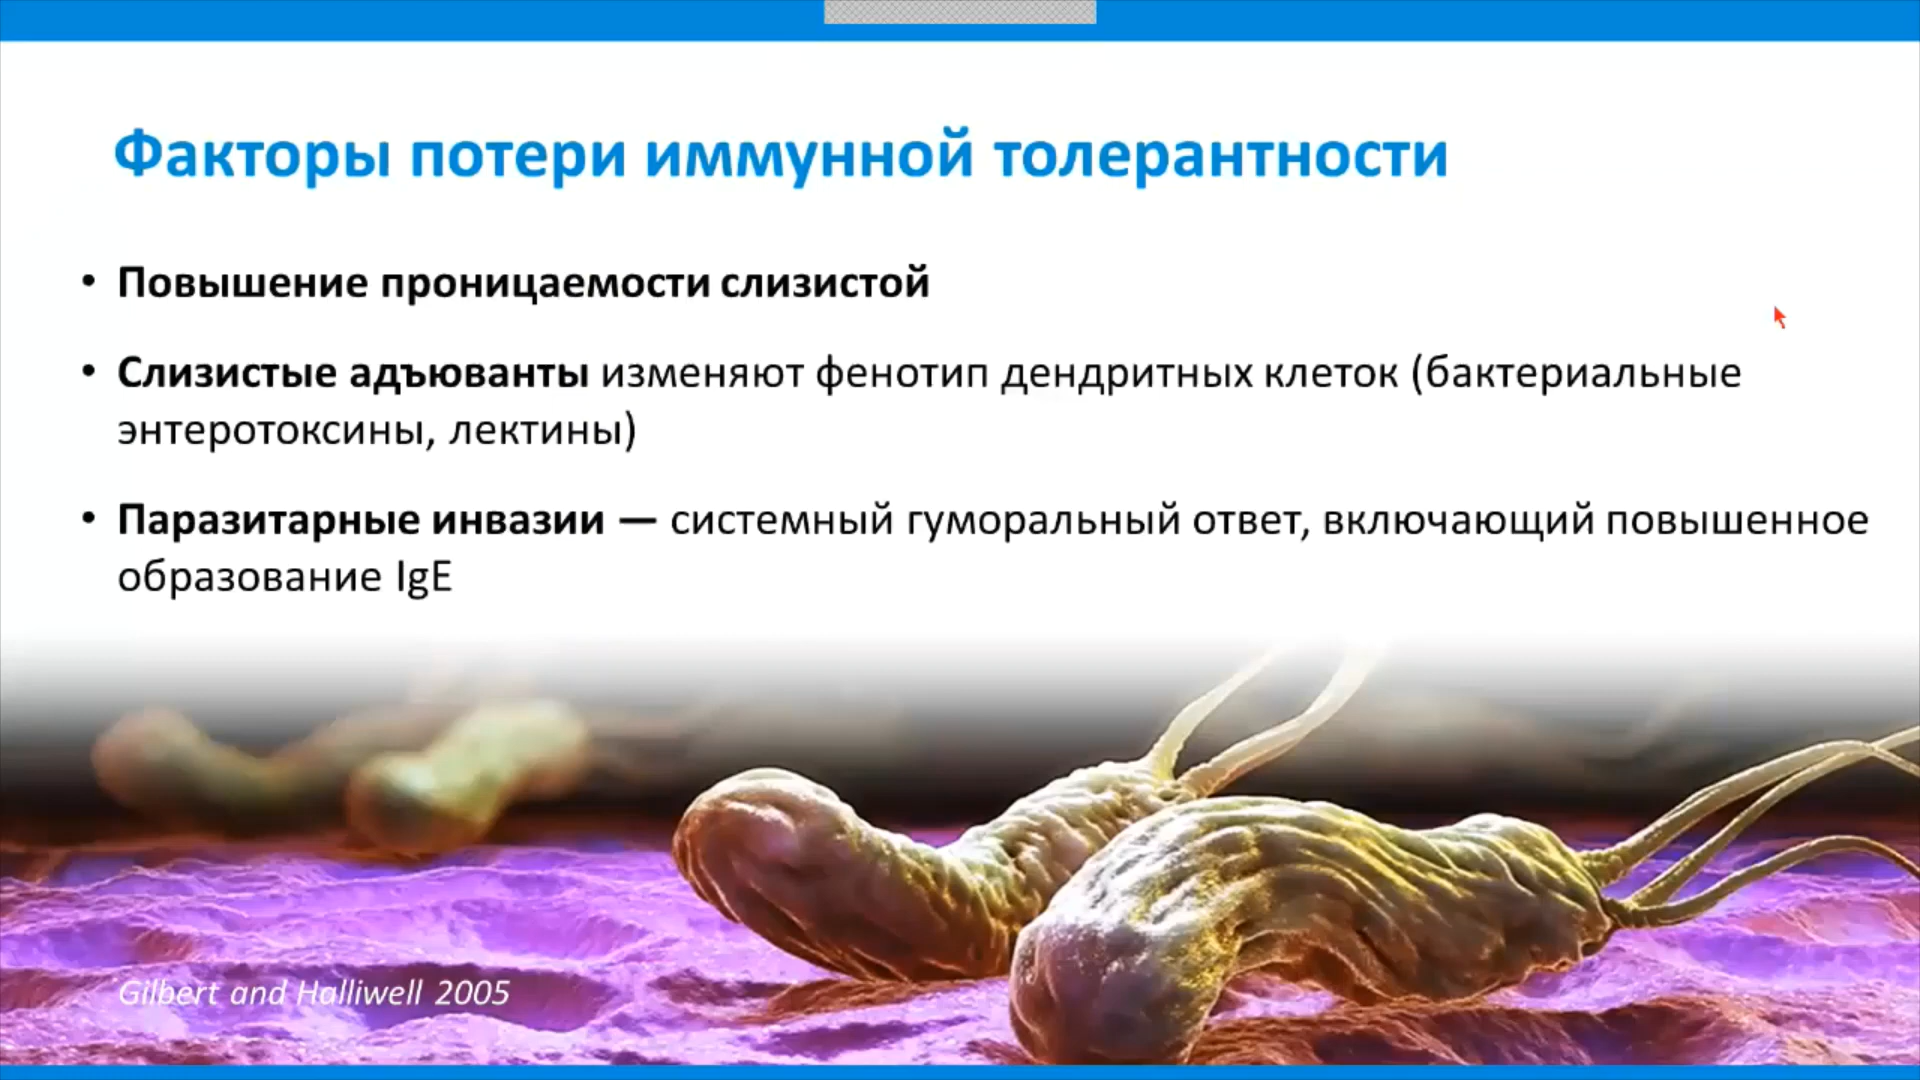 Факторы потери иммунной толерантности
• Повышение проницаемости слизистой
• Слизистые адъюванты изменяют фенотип дендритных клеток (бактериальные
энтеротоксины, лектины)
• Паразитарные инвазии — системный гуморальный ответ, включающий повышенное
образование IgE
Gilbert and Halliwell 2005